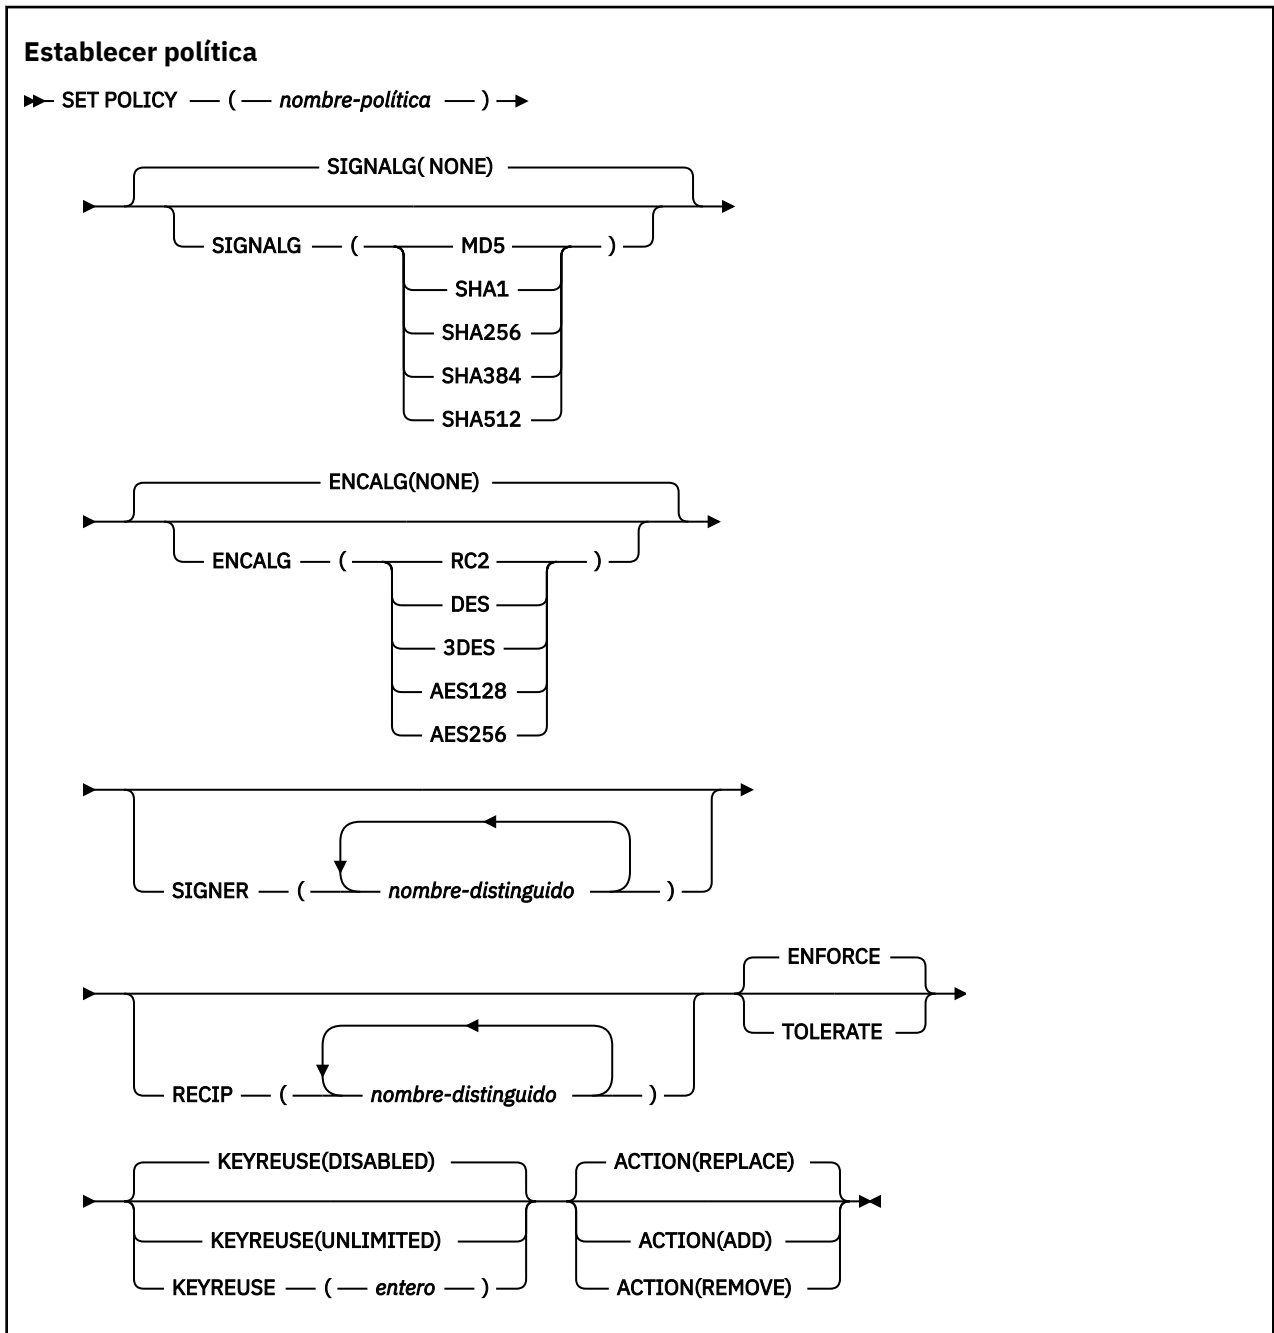 Establecer política
SET POLICY ( nombre-política )
SIGNALG( NONE)
SIGNALG ( MD5 )
SHA1
SHA256
SHA384
SHA512
ENCALG(NONE)
ENCALG ( RC2 )
DES
3DES
AES128
AES256
SIGNER ( nombre-distinguido )
ENFORCE
TOLERATE
RECIP ( nombre-distinguido )
KEYREUSE(DISABLED) ACTION(REPLACE)
KEYREUSE(UNLIMITED) ACTION(ADD)
KEYREUSE ( entero ) ACTION(REMOVE)